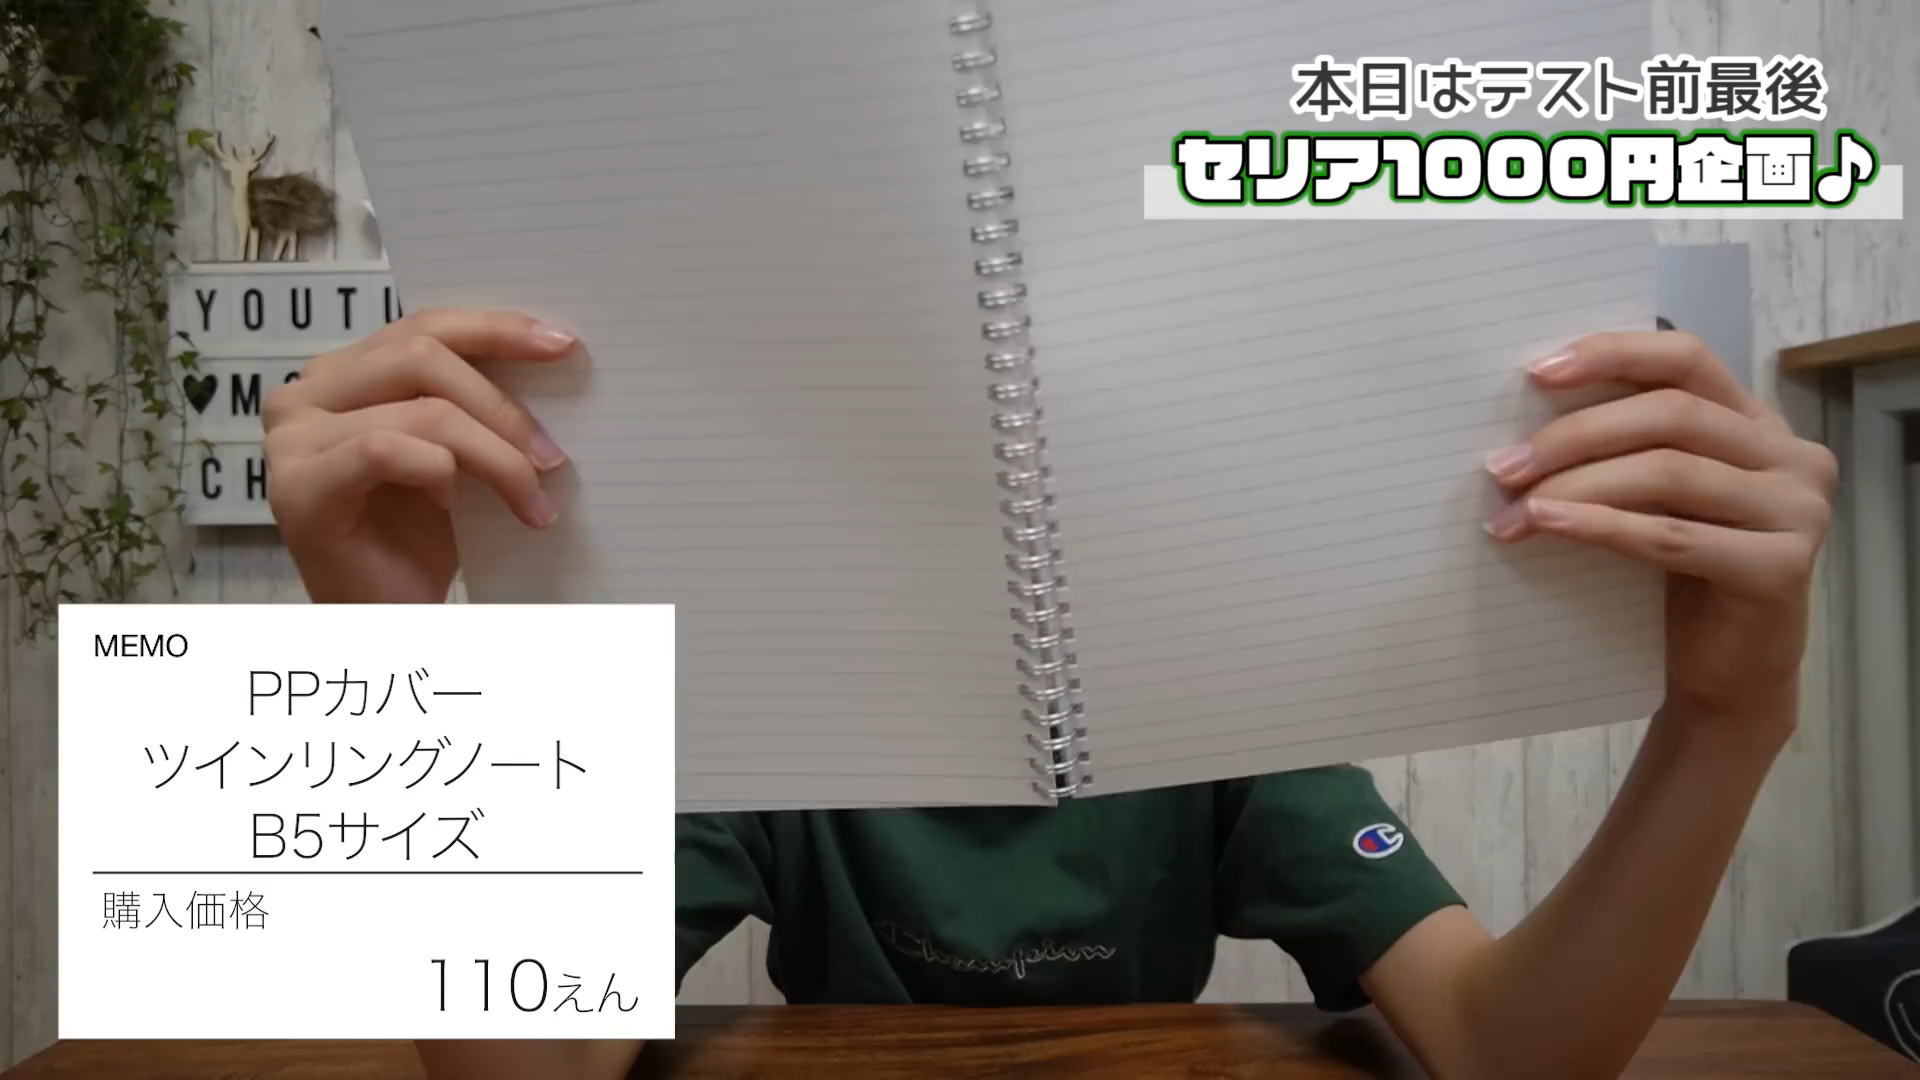 本日はテスト前最後
セリア1000円企画♪
YOUTU
♥M
CH
MEMO
PPカバー
ツインリングノート
B5サイズ
購入価格
110えん
Champion